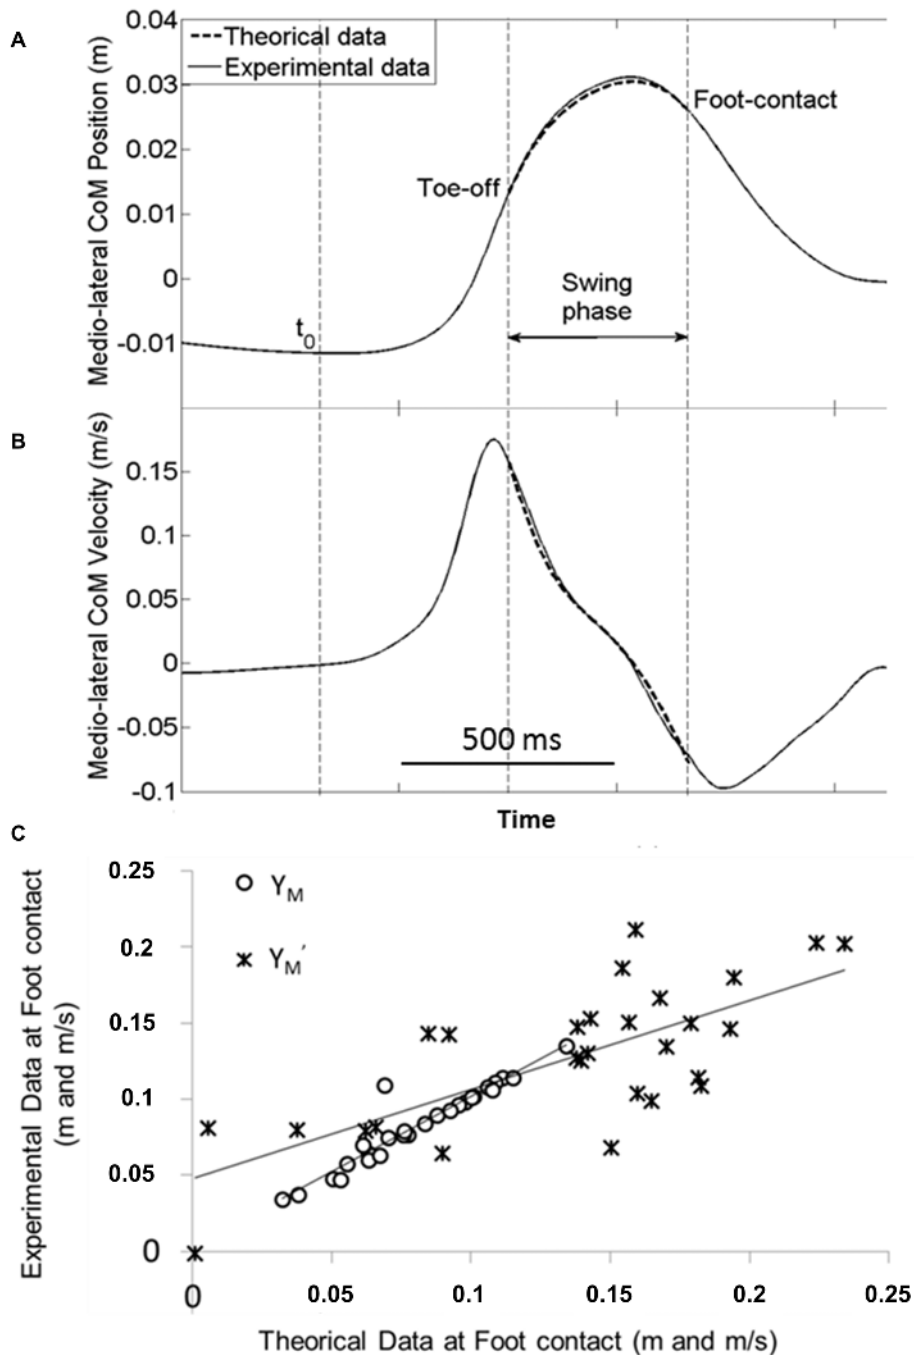 A
Medio-lateral CoM Position (m)
0.04
0.03
0.02
0.01
0
-0.01
Theorical data
Experimental data
Foot-contact
Toe-off
Swing
phase
t0
B
Medio-lateral CoM Velocity (m/s)
0.15
0.1
0.05
0
-0.05
-0.1
500 ms
Time
C
Experimental Data at Foot contact
(m and m/s)
0.25
0.2
0.15
0.10
0.05
0
YM
YM′
0
0.05
0.1
0.15
0.2
0.25
Theorical Data at Foot contact (m and m/s)